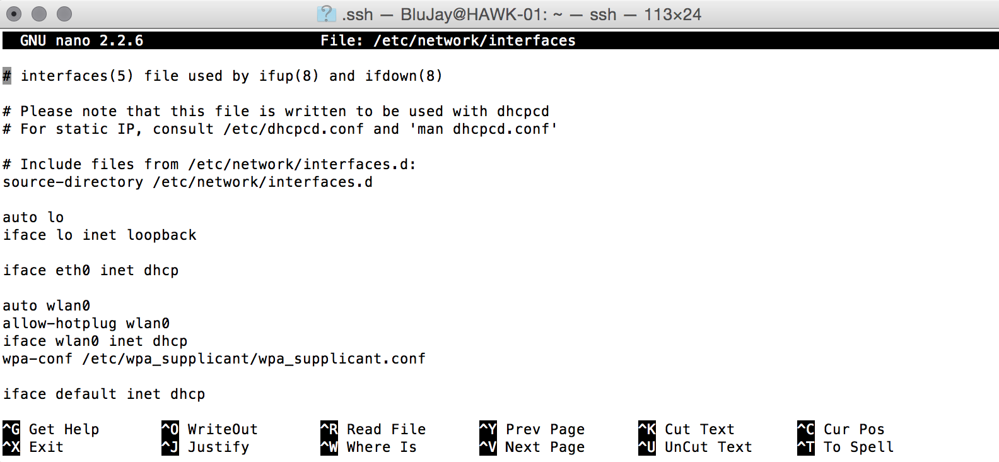 .ssh — BluJay@HAWK-01: ~ — ssh — 113×24
GNU nano 2.2.6 File: /etc/network/interfaces
# interfaces(5) file used by ifup(8) and ifdown(8)
# Please note that this file is written to be used with dhcpcd
# For static IP, consult /etc/dhcpcd.conf and 'man dhcpcd.conf'
# Include files from /etc/network/interfaces.d:
source-directory /etc/network/interfaces.d
auto lo
iface lo inet loopback
iface eth0 inet dhcp
auto wlan0
allow-hotplug wlan0
iface wlan0 inet dhcp
wpa-conf /etc/wpa_supplicant/wpa_supplicant.conf
iface default inet dhcp
^G Get Help ^O WriteOut ^R Read File ^Y Prev Page ^K Cut Text ^C Cur Pos
^X Exit ^J Justify ^W Where Is ^V Next Page ^U UnCut Text ^T To Spell